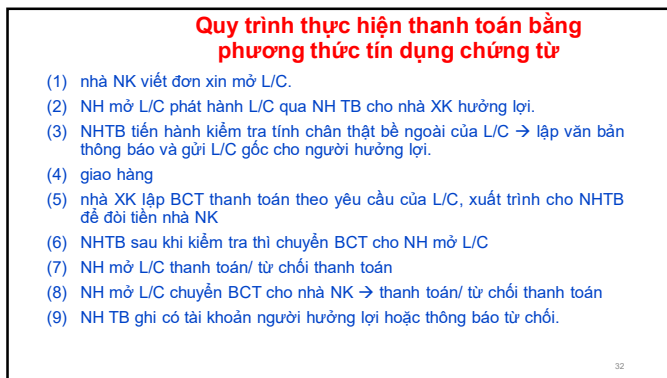 Quy trình thực hiện thanh toán bằng
phương thức tín dụng chứng từ
(1) nhà NK viết đơn xin mở L/C.
(2) NH mở L/C phát hành L/C qua NH TB cho nhà XK hưởng lợi.
(3) NHTB tiến hành kiểm tra tính chân thật bề ngoài của L/C → lập văn bản
thông báo và gửi L/C gốc cho người hưởng lợi.
(4) giao hàng
(5) nhà XK lập BCT thanh toán theo yêu cầu của L/C, xuất trình cho NHTB
để đòi tiền nhà NK
(6) NHTB sau khi kiểm tra thì chuyển BCT cho NH mở L/C
(7) NH mở L/C thanh toán/ từ chối thanh toán
(8) NH mở L/C chuyển BCT cho nhà NK → thanh toán/ từ chối thanh toán
(9) NH TB ghi có tài khoản người hưởng lợi hoặc thông báo từ chối.
32